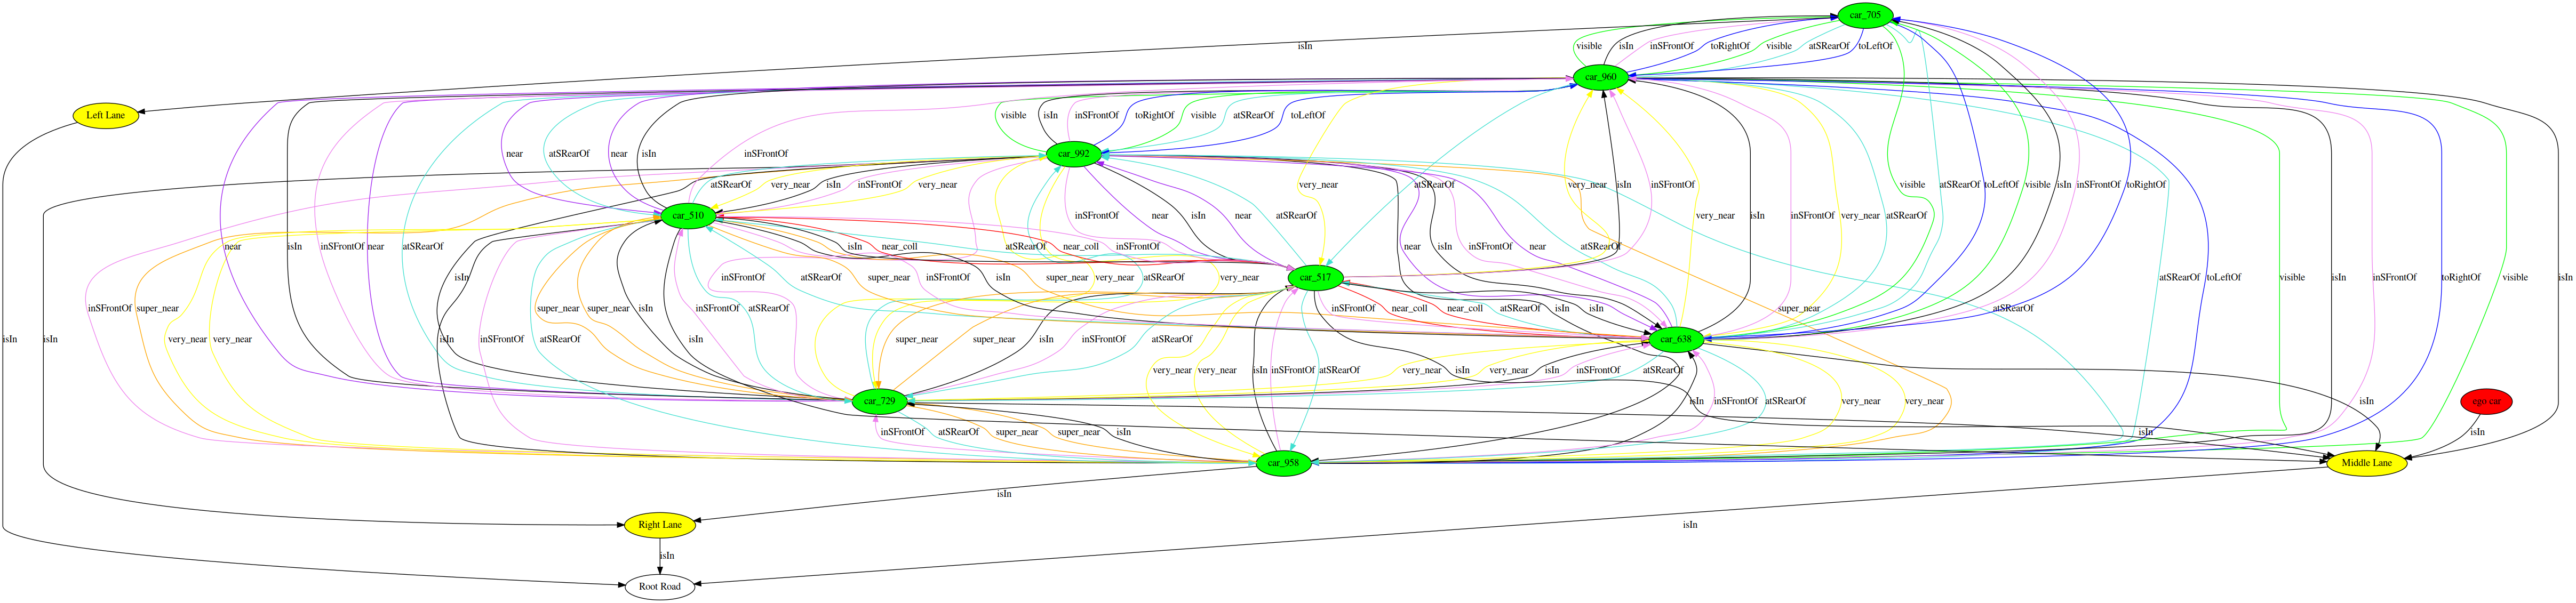 car_705
isIn visible isIn inSFrontOf toRightOf visible atSRearOf toLeftOf
car_960
Left Lane visible isIn inSFrontOf toRightOf visible atSRearOf toLeftOf
near atSRearOf near isIn inSFrontOf car_992
atSRearOf very_near isIn inSFrontOf very_near very_near atSRearOf very_near isIn inSFrontOf visible atSRearOf toLeftOf visible isIn inSFrontOf toRightOf
car_510 inSFrontOf near isIn near atSRearOf very_near isIn inSFrontOf very_near atSRearOf
near isIn inSFrontOf near atSRearOf isIn near_coll atSRearOf near_coll inSFrontOf near isIn inSFrontOf near atSRearOf
isIn inSFrontOf atSRearOf super_near inSFrontOf isIn super_near very_near atSRearOf very_near car_517 atSRearOf toLeftOf visible isIn inSFrontOf toRightOf visible isIn
inSFrontOf super_near super_near super_near isIn inSFrontOf atSRearOf inSFrontOf near_coll near_coll atSRearOf isIn isIn super_near atSRearOf
isIn isIn very_near very_near isIn inSFrontOf atSRearOf isIn super_near super_near isIn inSFrontOf atSRearOf car_638
very_near isIn very_near isIn inSFrontOf atSRearOf
isIn inSFrontOf atSRearOf
car_729 isIn inSFrontOf atSRearOf very_near very_near isIn ego car
inSFrontOf atSRearOf super_near super_near isIn isIn isIn
car_958 Middle Lane
isIn
Right Lane isIn
isIn
Root Road